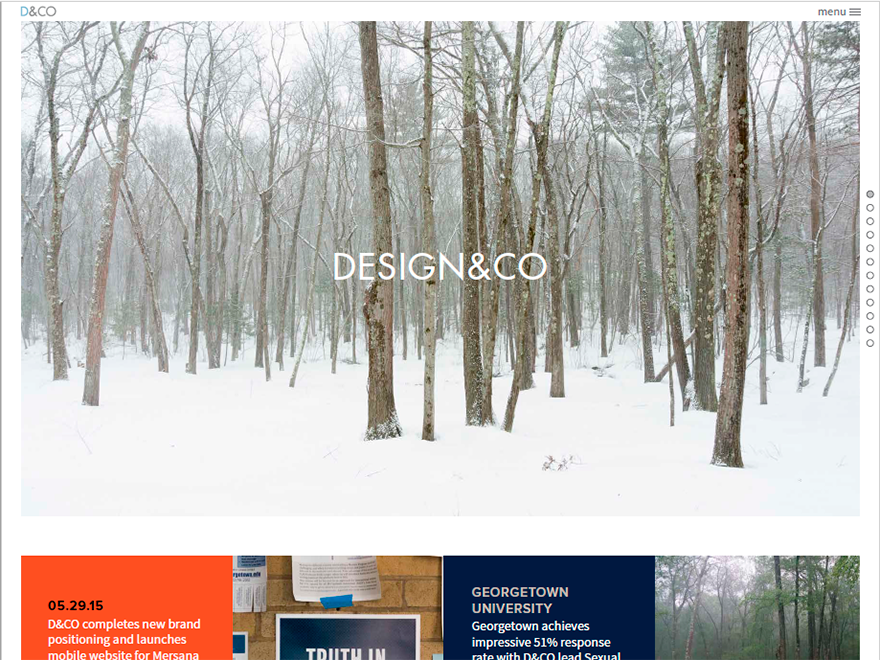 D&CO
menu
DESIGN&CO
05.29.15
D&CO completes new brand
positioning and launches
mobile website for Mersana
TRUTH IN
GEORGETOWN
UNIVERSITY
Georgetown achieves
impressive 51% response
rate with D&CO lead Sexual